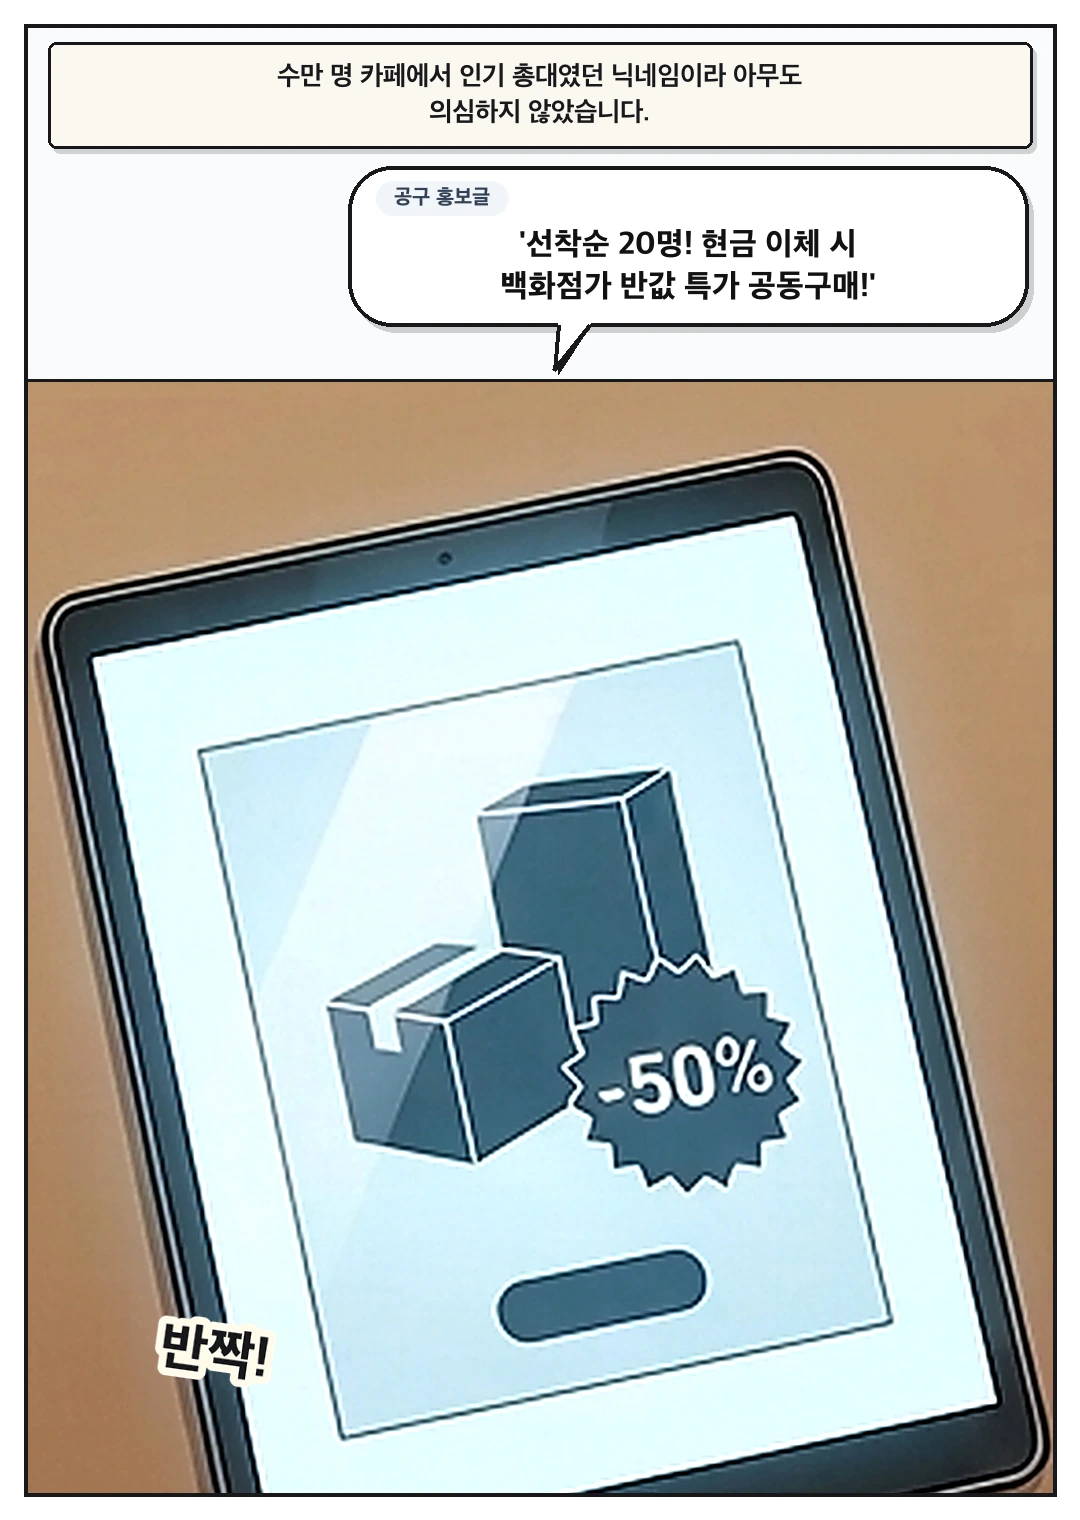 수만 명 카페에서 인기 총대였던 닉네임이라 아무도
의심하지 않았습니다.
공구 홍보글
'선착순 20명! 현금 이체 시
백화점가 반값 특가 공동구매!'
-50%
반짝!